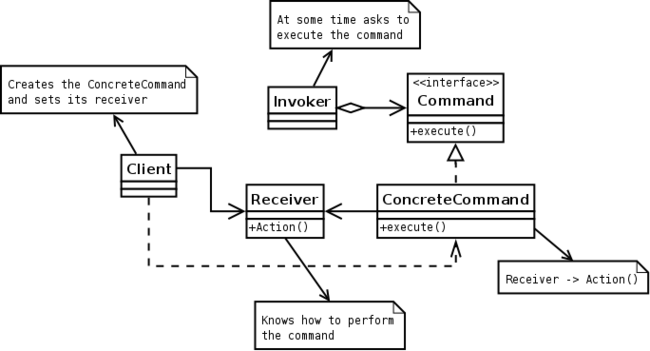 At some time asks to
execute the command
Creates the ConcreteCommand
and sets its receiver
Invoker
<<interface>>
Command
+execute()
Client
Receiver
+Action()
ConcreteCommand
+execute()
Receiver -> Action()
Knows how to perform
the command